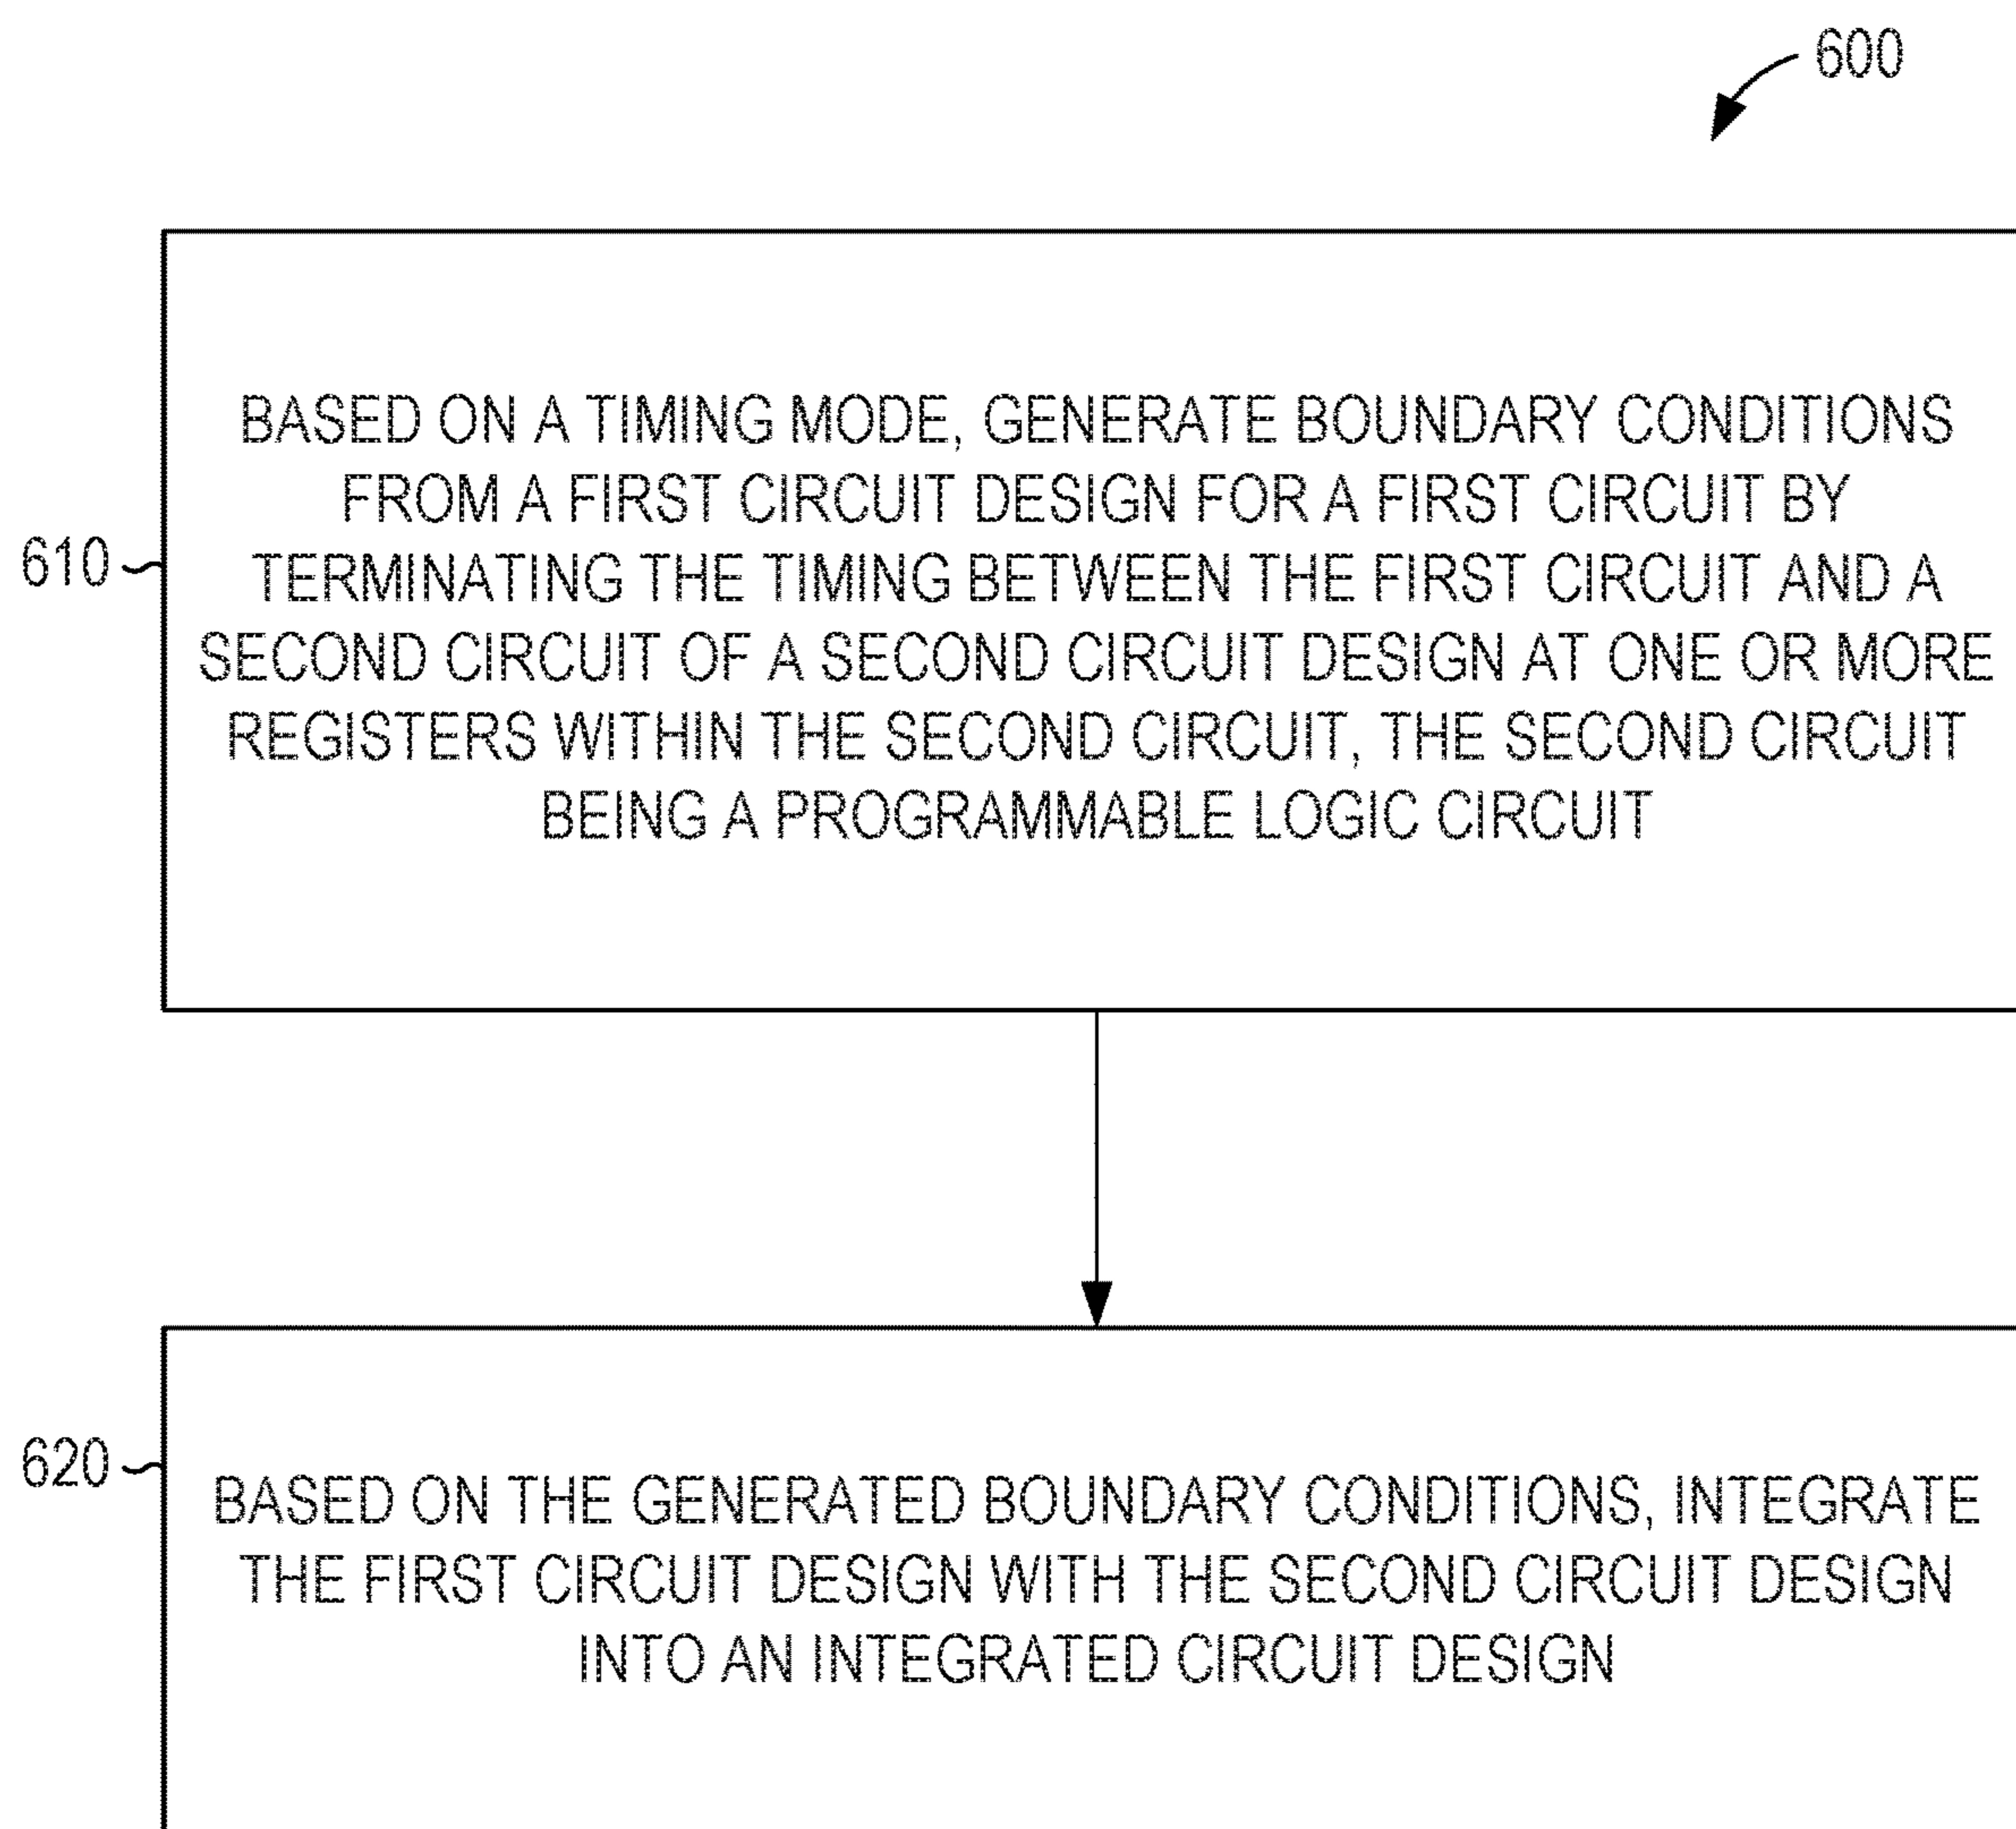 600
610
BASED ON A TIMING MODE, GENERATE BOUNDARY CONDITIONS
FROM A FIRST CIRCUIT DESIGN FOR A FIRST CIRCUIT BY
TERMINATING THE TIMING BETWEEN THE FIRST CIRCUIT AND A
SECOND CIRCUIT OF A SECOND CIRCUIT DESIGN AT ONE OR MORE
REGISTERS WITHIN THE SECOND CIRCUIT, THE SECOND CIRCUIT
BEING A PROGRAMMABLE LOGIC CIRCUIT
620
BASED ON THE GENERATED BOUNDARY CONDITIONS, INTEGRATE
THE FIRST CIRCUIT DESIGN WITH THE SECOND CIRCUIT DESIGN
INTO AN INTEGRATED CIRCUIT DESIGN